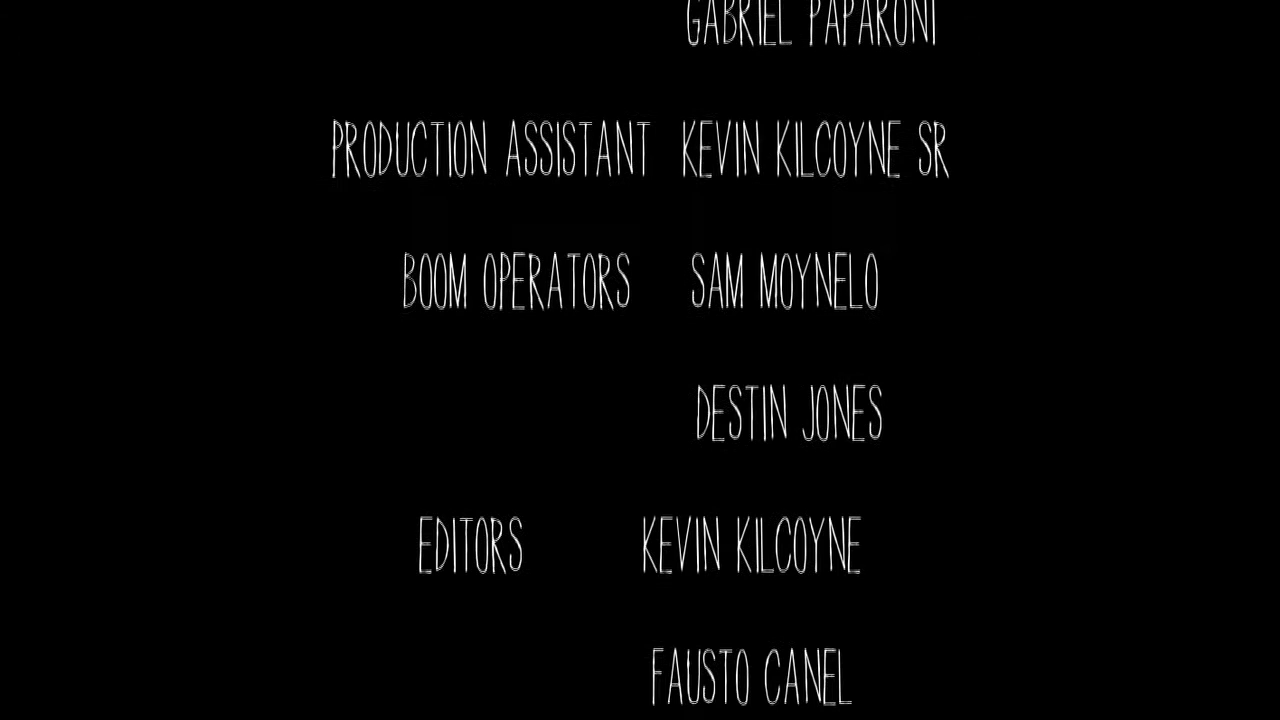 GABRIEL PAPARONI
PRODUCTION ASSISTANT KEVIN KILCOYNE SR
BOOM OPERATORS SAM MOYNELO
DESTIN JONES
EDITORS KEVIN KILCOYNE
FAUSTO CANEL